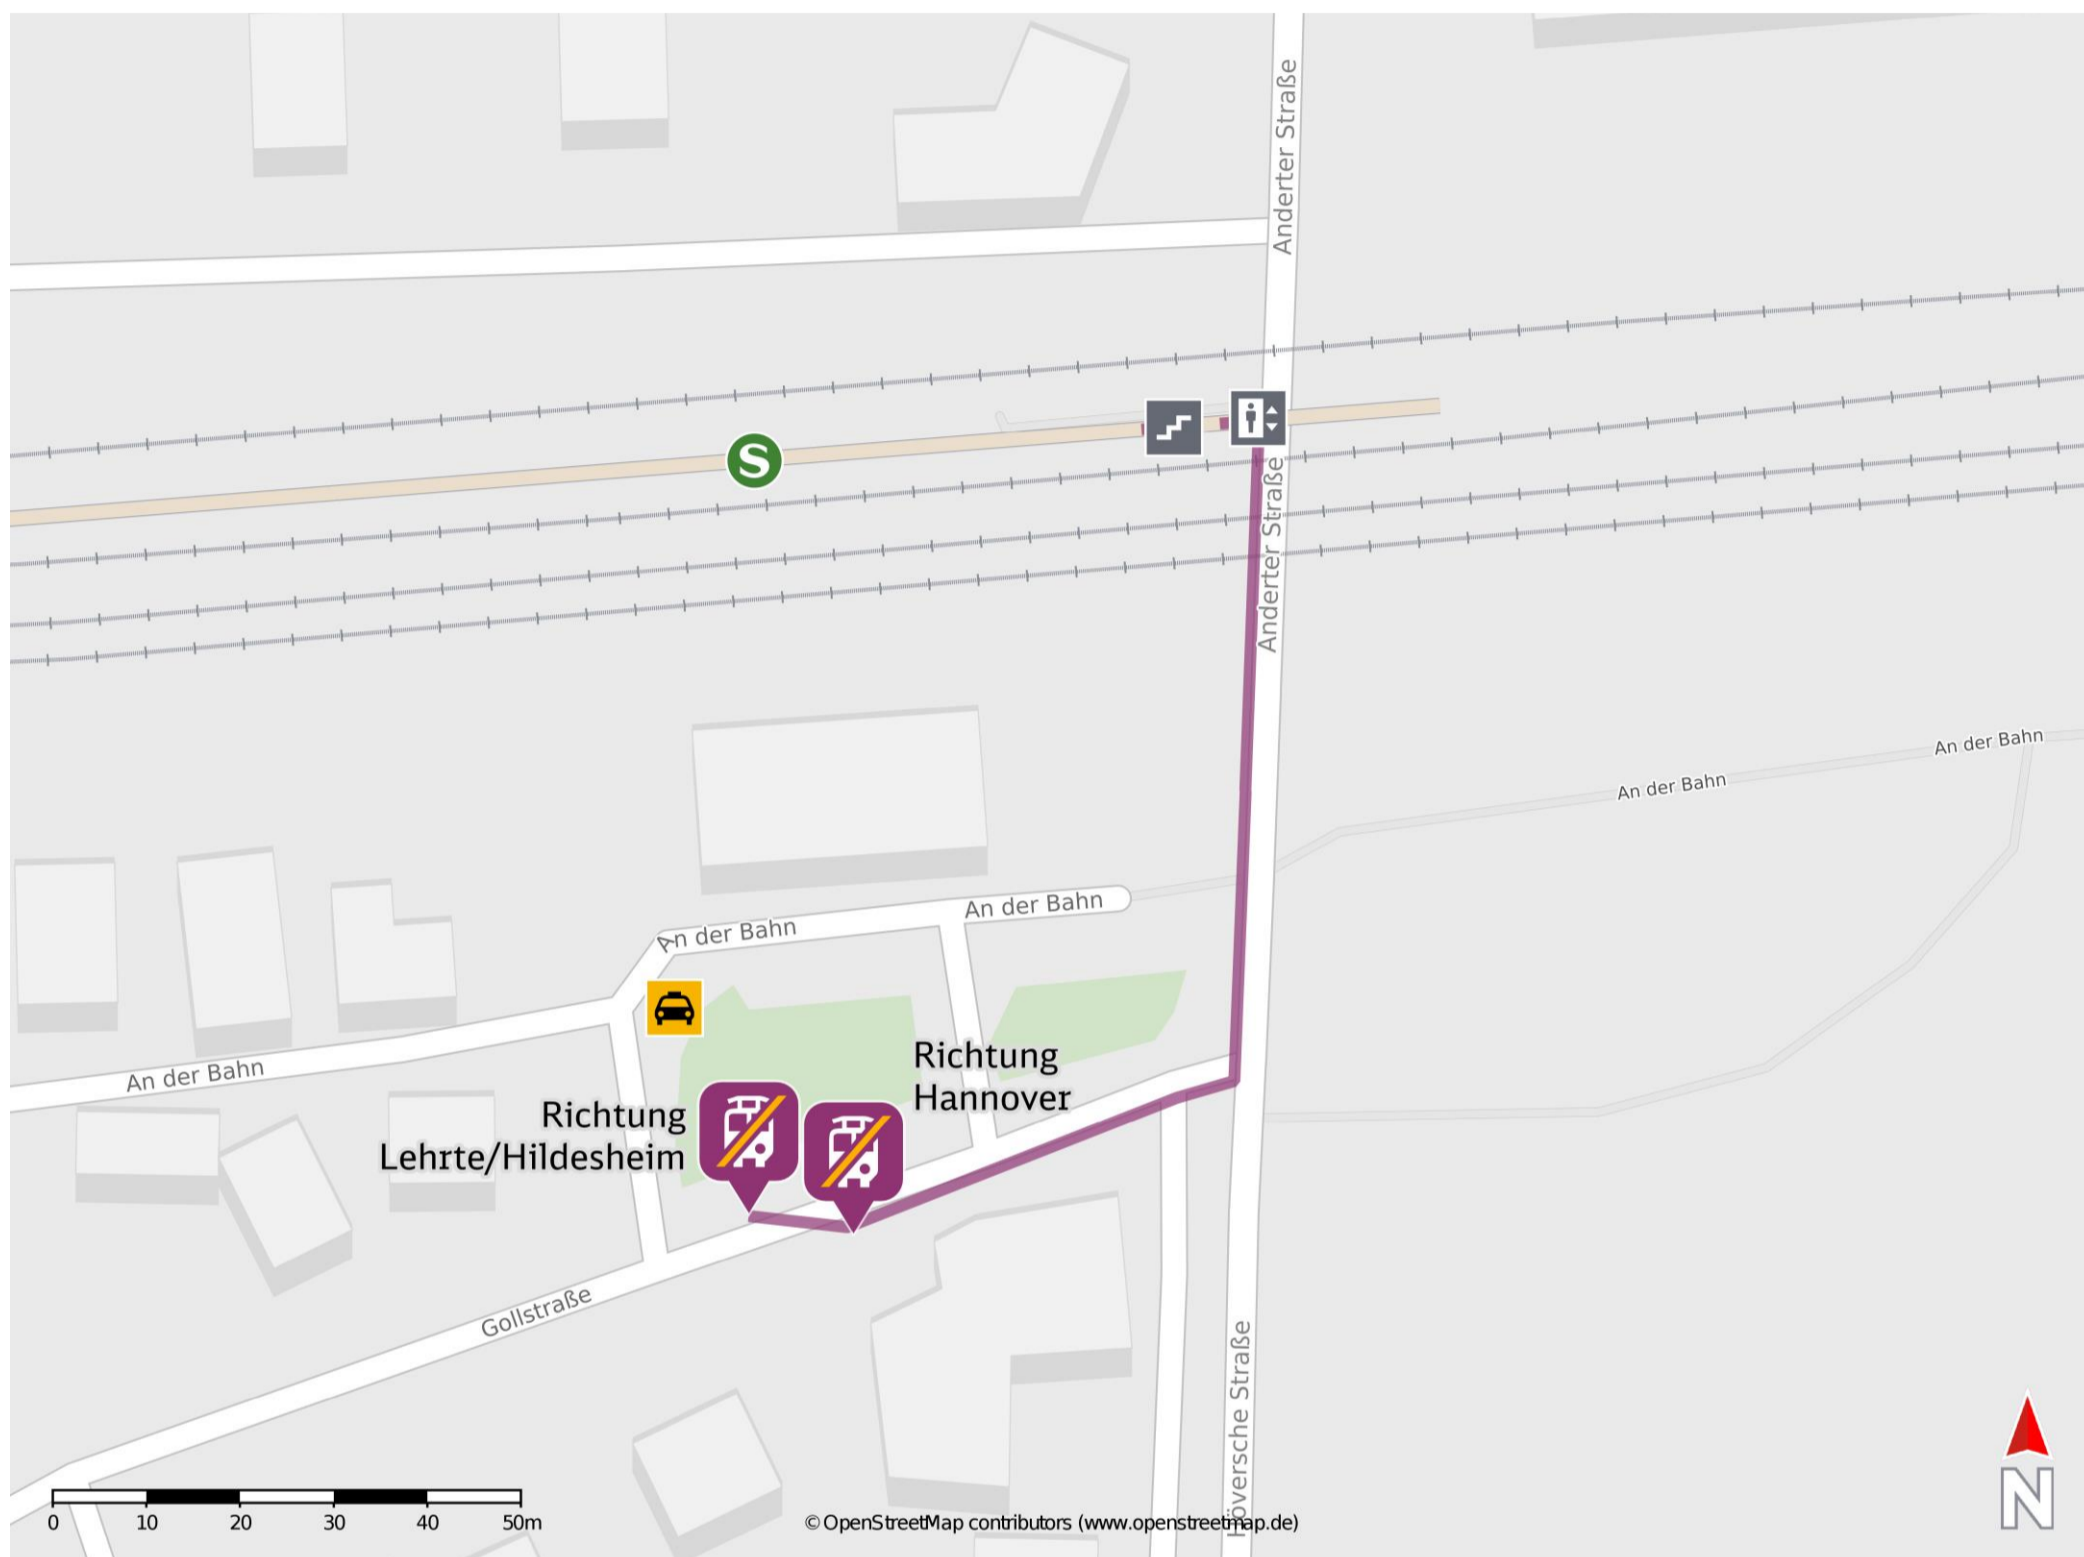 Anderter Straße
S
Anderter Straße
An der Bahn
An der Bahn
An der Bahn
An der Bahn
An der Bahn
Richtung
Hannover
Richtung
Lehrte/Hildesheim
Gollstraße
Höversche Straße
0 10 20 30 40 50m
© OpenStreetMap contributors (www.openstreetmap.de)
N